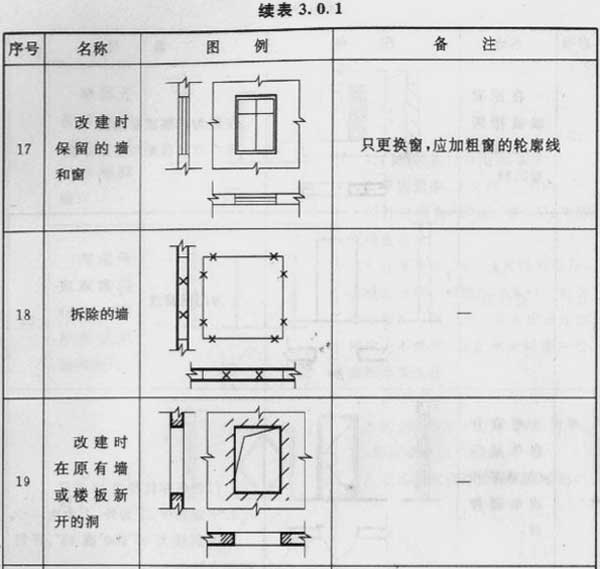 续表 3.0.1
序号 名称 图例 备注
17 改建时
保留的墙
和窗
只更换窗，应加粗窗的轮廓线
18 拆除的墙 —
19 改建时
在原有墙
或楼板新
开的洞